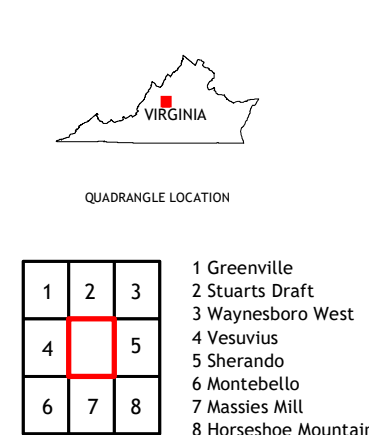 VIRGINIA
QUADRANGLE LOCATION
1 2 3
4 5
6 7 8
1 Greenville
2 Stuarts Draft
3 Waynesboro West
4 Vesuvius
5 Sherando
6 Montebello
7 Massies Mill
8 Horseshoe Mountain